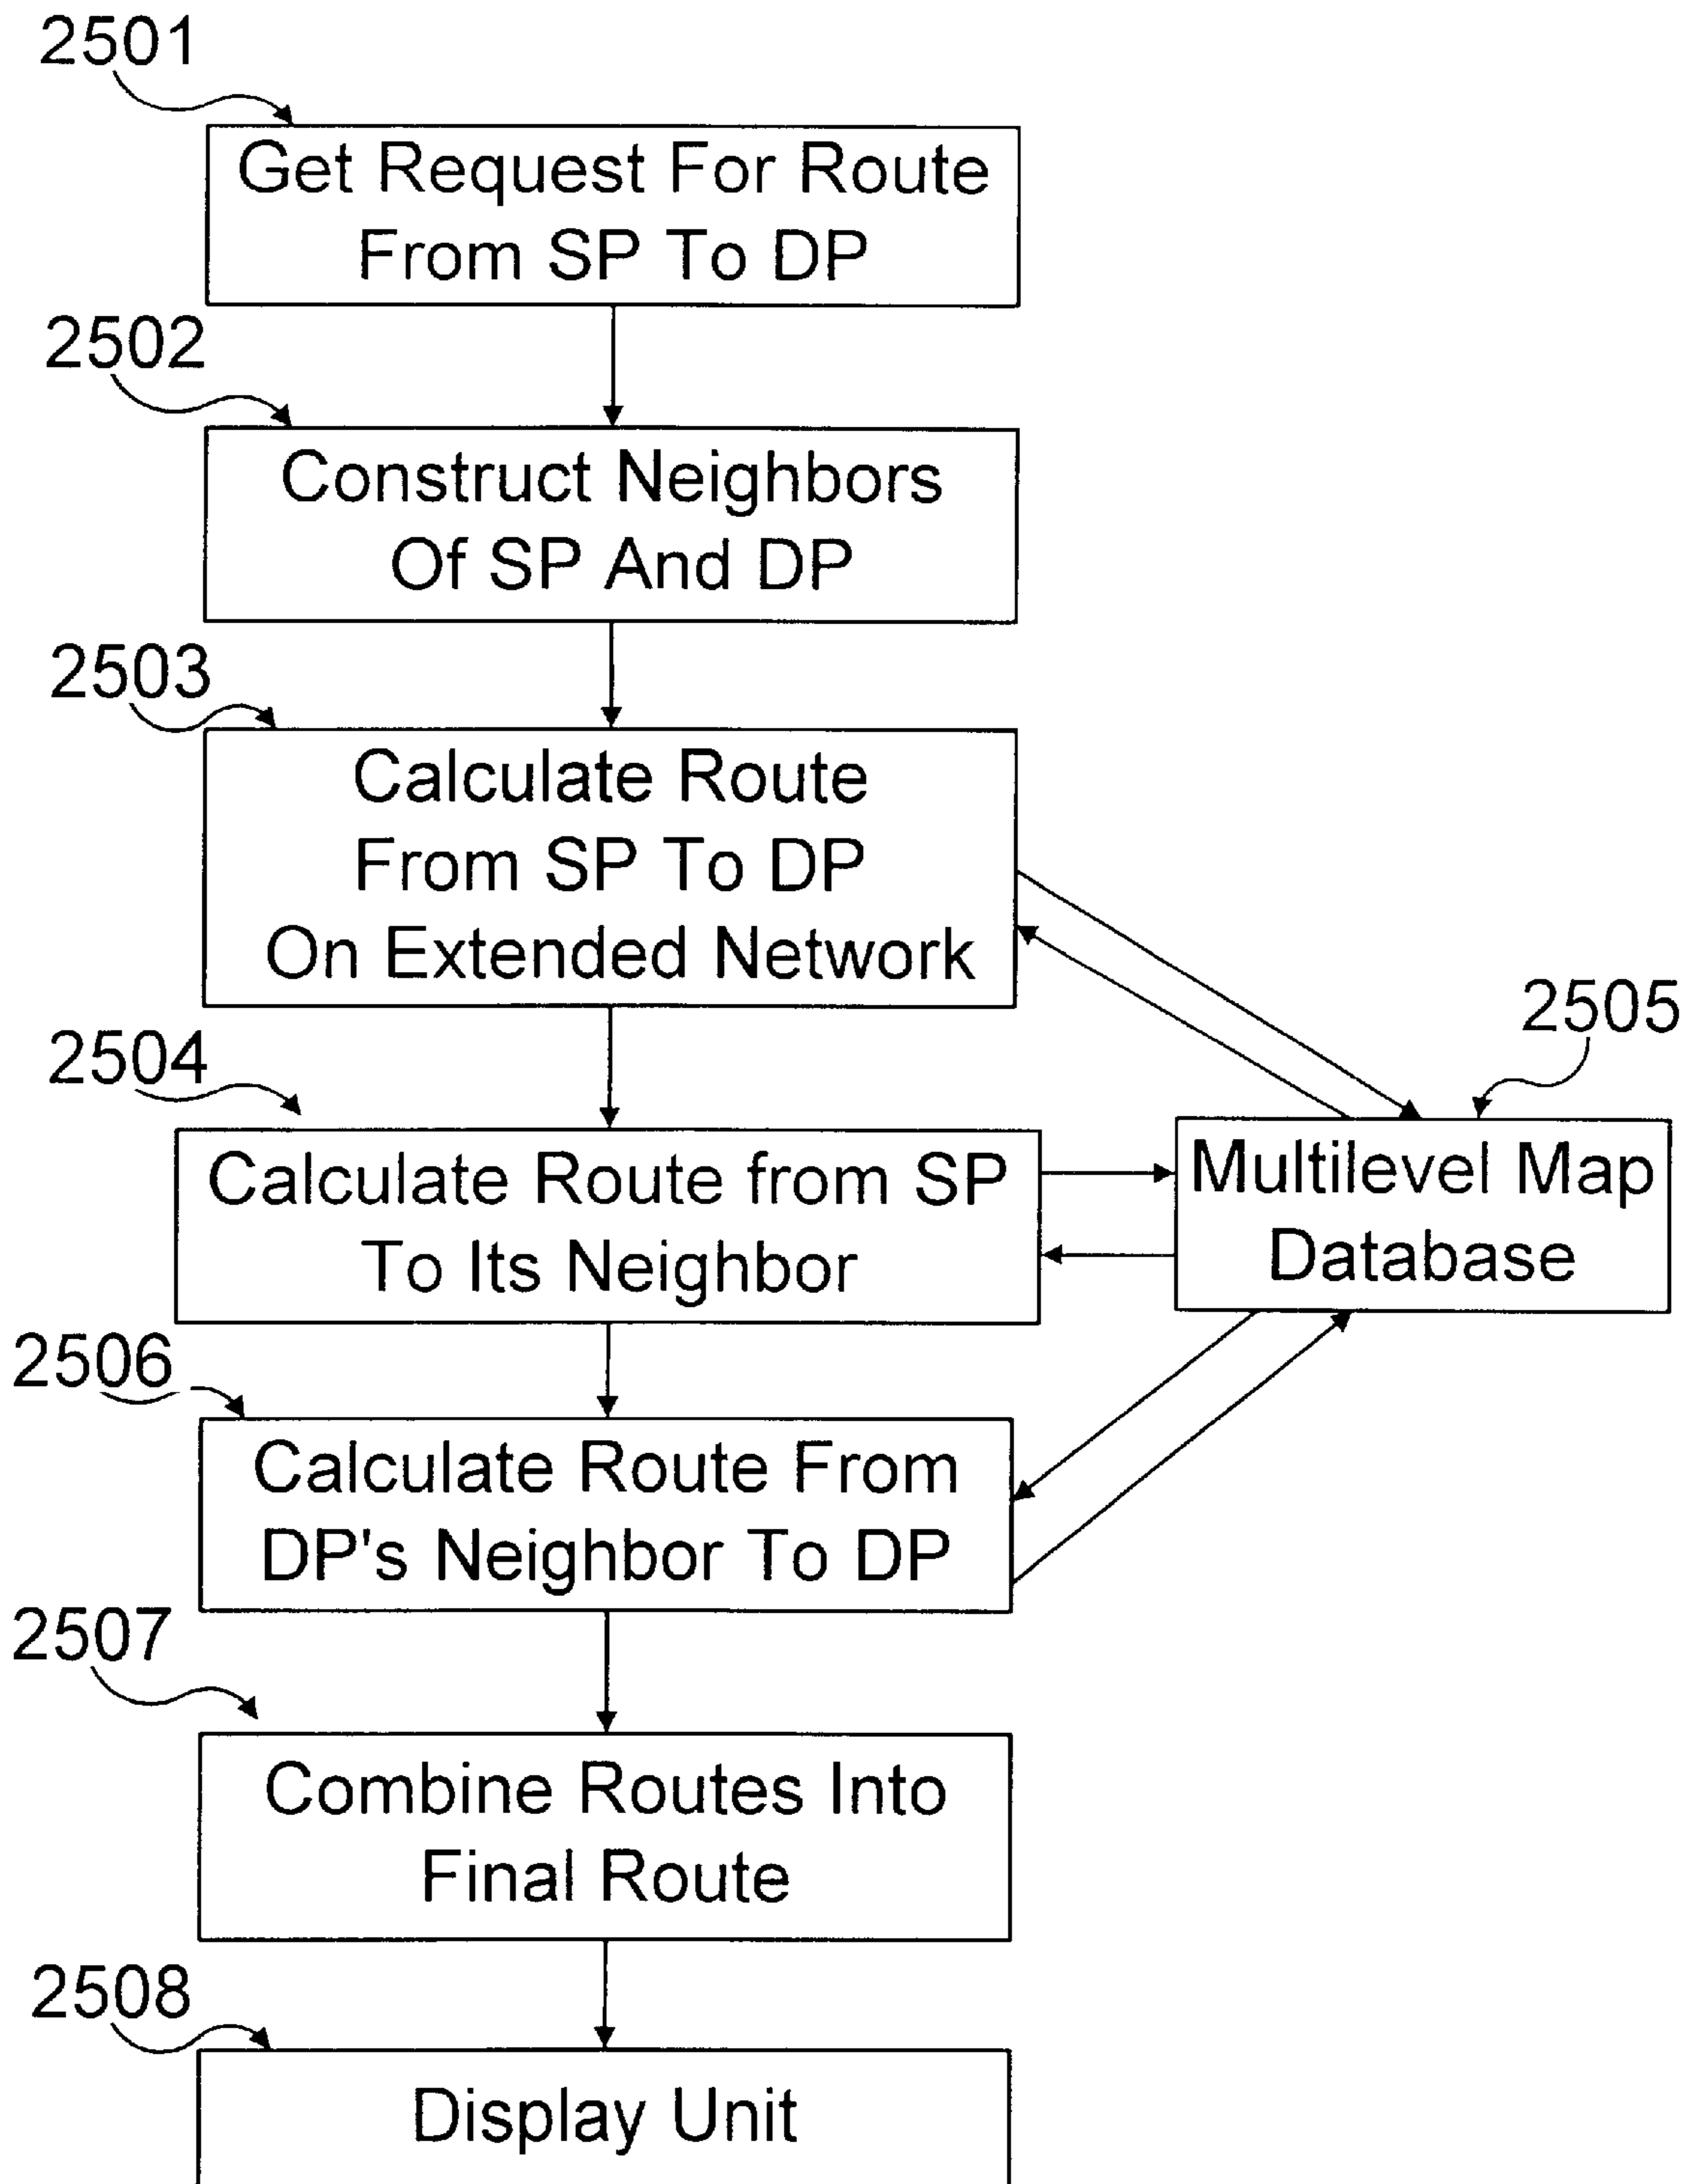 2501
Get Request For Route
From SP To DP
2502
Construct Neighbors
Of SP And DP
2503
Calculate Route
From SP To DP
On Extended Network
2504
Calculate Route from SP
To Its Neighbor
2505
Multilevel Map
Database
2506
Calculate Route From
DP's Neighbor To DP
2507
Combine Routes Into
Final Route
2508
Display Unit